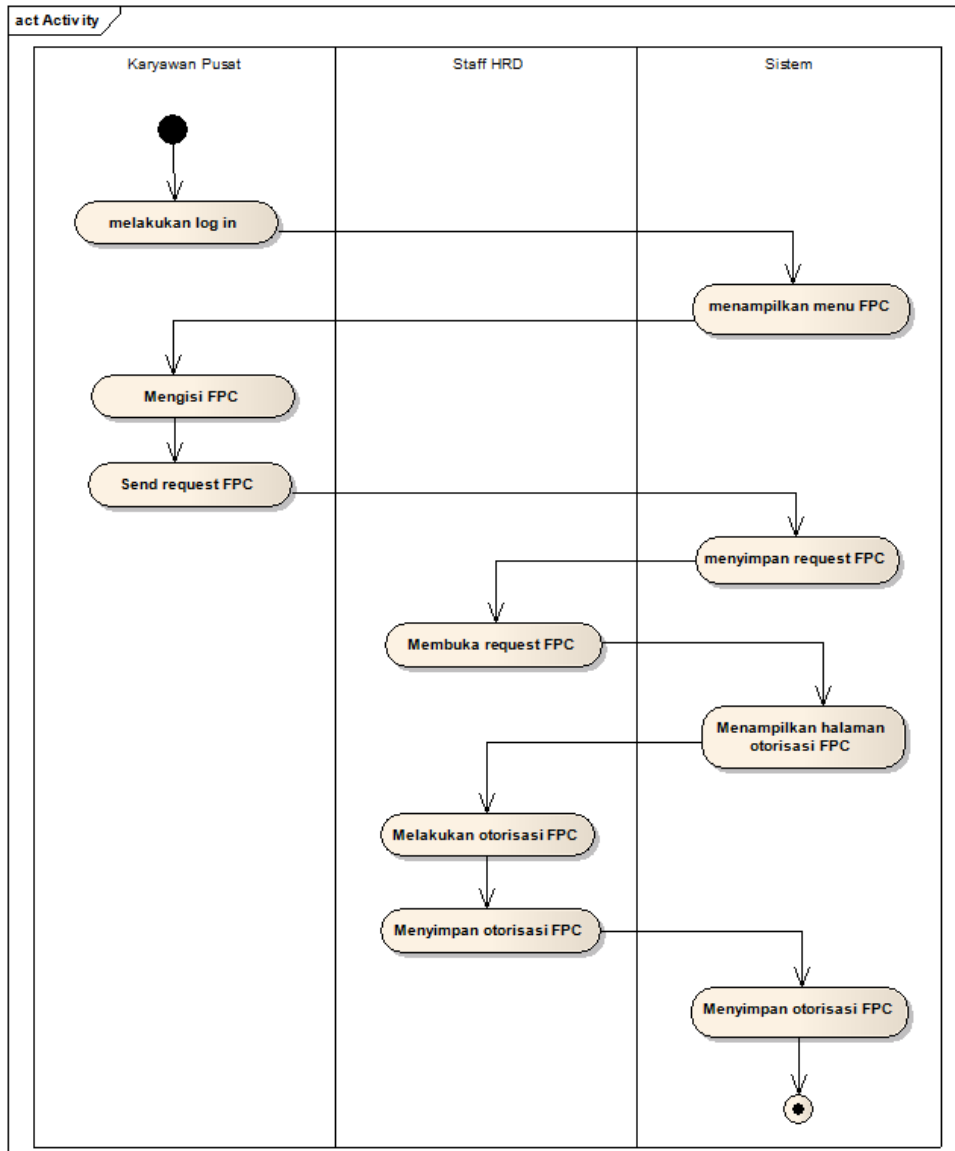 act Activity
Karyawan Pusat
Staff HRD
Sistem
melakukan log in
menampilkan menu FPC
Mengisi FPC
Send request FPC
menyimpan request FPC
Membuka request FPC
Menampilkan halaman
otorisasi FPC
Melakukan otorisasi FPC
Menyimpan otorisasi FPC
Menyimpan otorisasi FPC